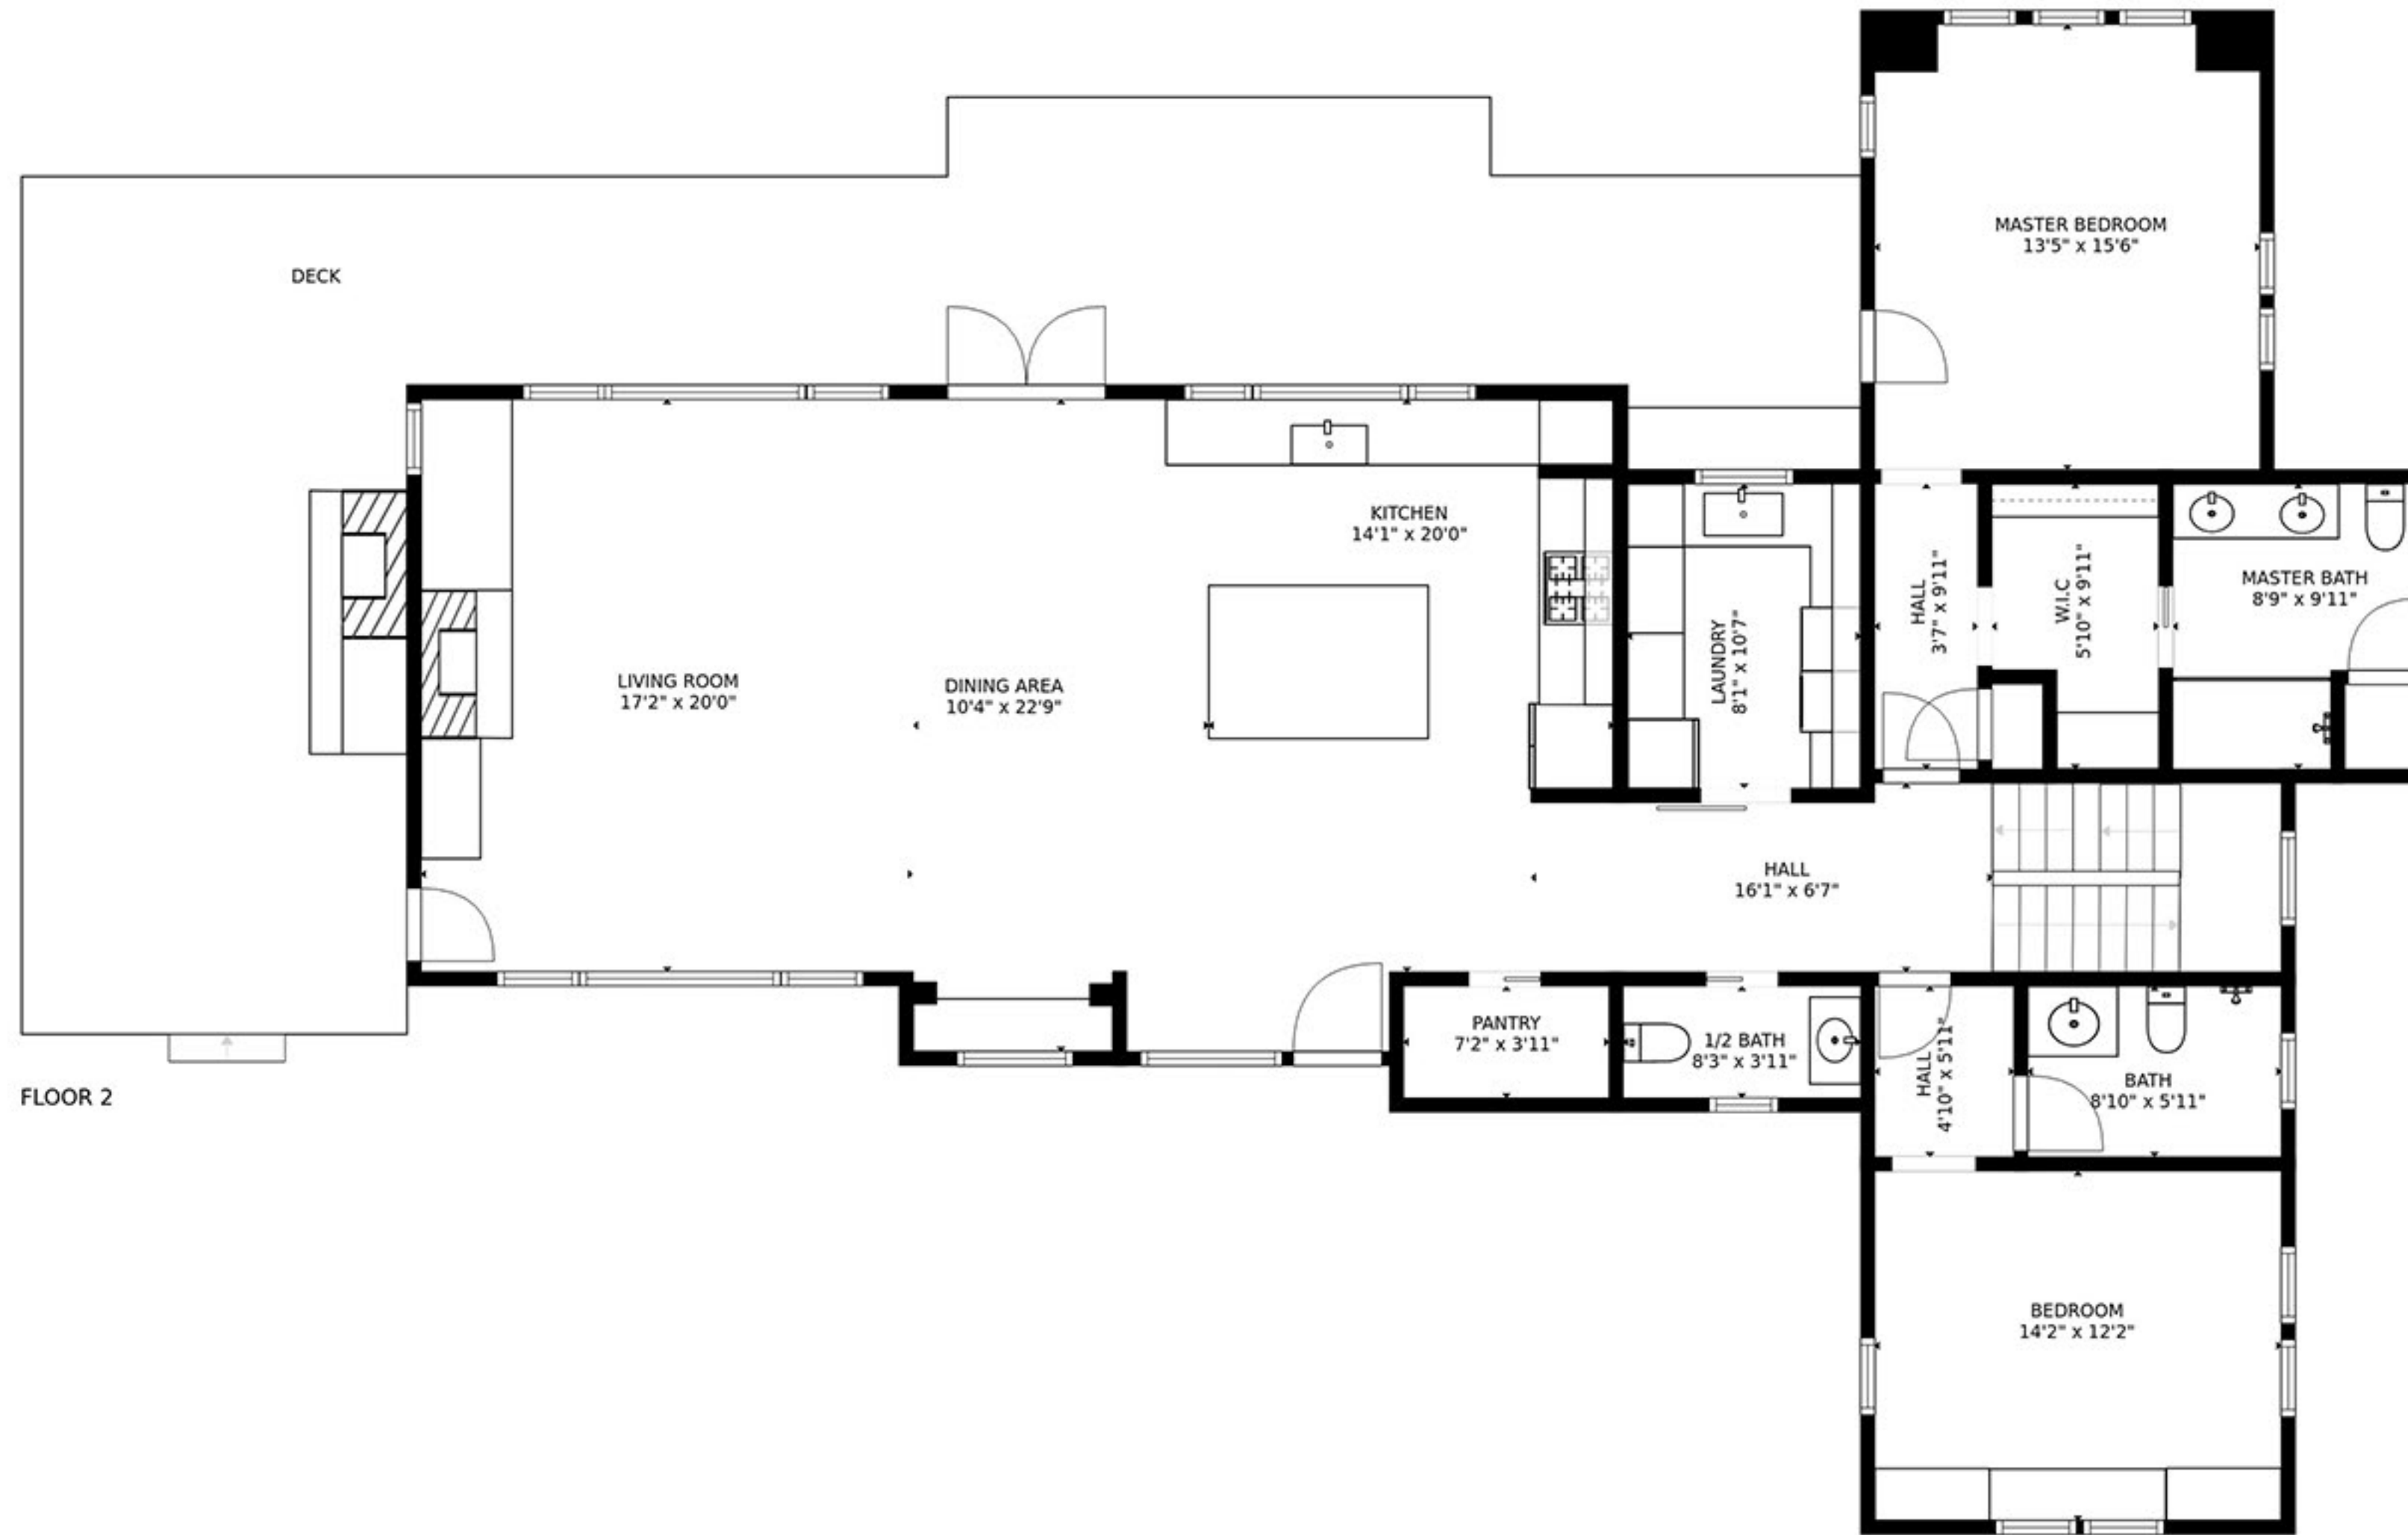 MASTER BEDROOM
13'5" x 15'6"
DECK
KITCHEN
14'1" x 20'0"
HALL
3'7" x 9'11"
W.I.C
5'10" x 9'11"
MASTER BATH
8'9" x 9'11"
LAUNDRY
8'1" x 10'7"
LIVING ROOM
17'2" x 20'0"
DINING AREA
10'4" x 22'9"
HALL
16'1" x 6'7"
PANTRY
7'2" x 3'11"
1/2 BATH
8'3" x 3'11"
HALL
4'10" x 5'11"
BATH
8'10" x 5'11"
FLOOR 2
BEDROOM
14'2" x 12'2"